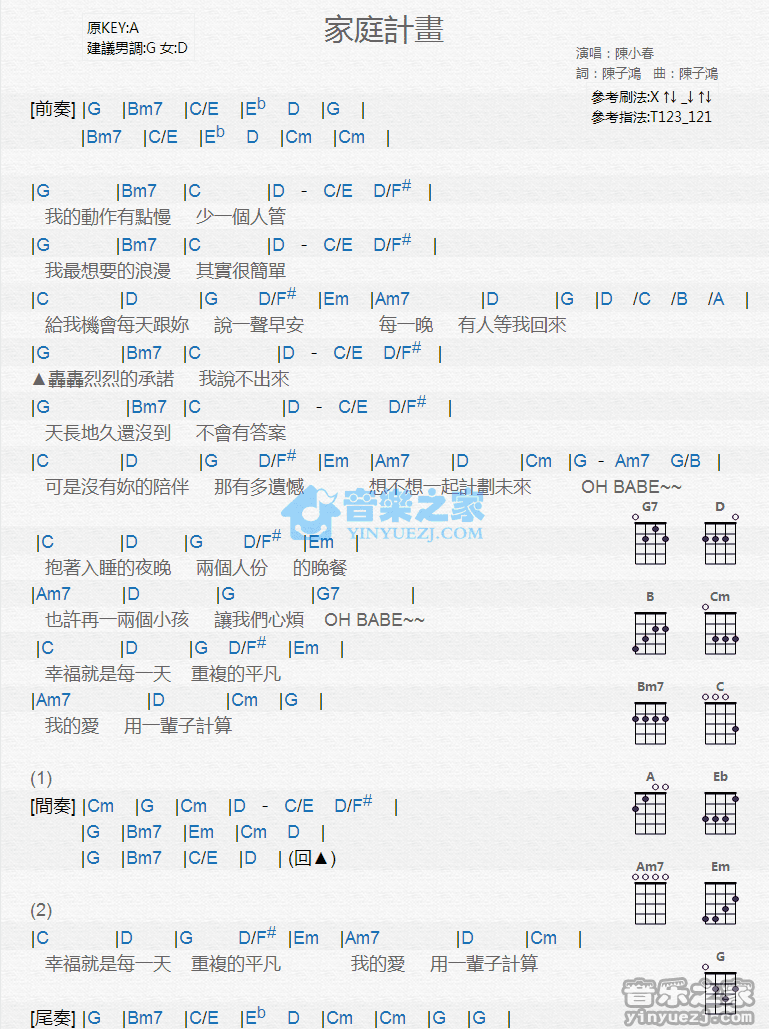 家庭計畫
原KEY:A
建議男調:G 女:D
演唱：陳小春
詞：陳子鴻 曲：陳子鴻
參考刷法:X ↑↓ _↓ ↑↓
參考指法:T123_121
[前奏] |G |Bm7 |C/E |Eb D |G |
|Bm7 |C/E |Eb D |Cm |Cm |
|G |Bm7 |C |D - C/E D/F# |
我的動作有點慢 少一個人管
|G |Bm7 |C |D - C/E D/F# |
我最想要的浪漫 其實很簡單
|C |D |G D/F# |Em |Am7 |D |G |D /C /B /A |
給我機會每天跟妳 說一聲早安 每一晚 有人等我回來
|G |Bm7 |C |D - C/E D/F# |
▲轟轟烈烈的承諾 我說不出來
|G |Bm7 |C |D - C/E D/F# |
天長地久還沒到 不會有答案
|C |D |G D/F# |Em |Am7 |D |Cm |G - Am7 G/B |
可是沒有妳的陪伴 那有多遺憾 想不想一起計劃未來 OH BABE~~
音樂之家
YINYUEZJ.COM
G7 D
|C |D |G D/F# |Em |
抱著入睡的夜晚 兩個人份 的晚餐
|Am7 |D |G |G7 |
B Cm
也許再一兩個小孩 讓我們心煩 OH BABE~~
|C |D |G D/F# |Em |
幸福就是每一天 重複的平凡
Bm7 C
|Am7 |D |Cm |G |
我的愛 用一輩子計算
(1)
A Eb
[間奏] |Cm |G |Cm |D - C/E D/F# |
|G |Bm7 |Em |Cm D |
|G |Bm7 |C/E |D | (回▲)
Am7 Em
(2)
|C |D |G D/F# |Em |Am7 |D |Cm |
幸福就是每一天 重複的平凡 我的愛 用一輩子計算
G
音乐之家
yinyuezj.com
[尾奏] |G |Bm7 |C/E |Eb D |Cm |Cm |G |G |